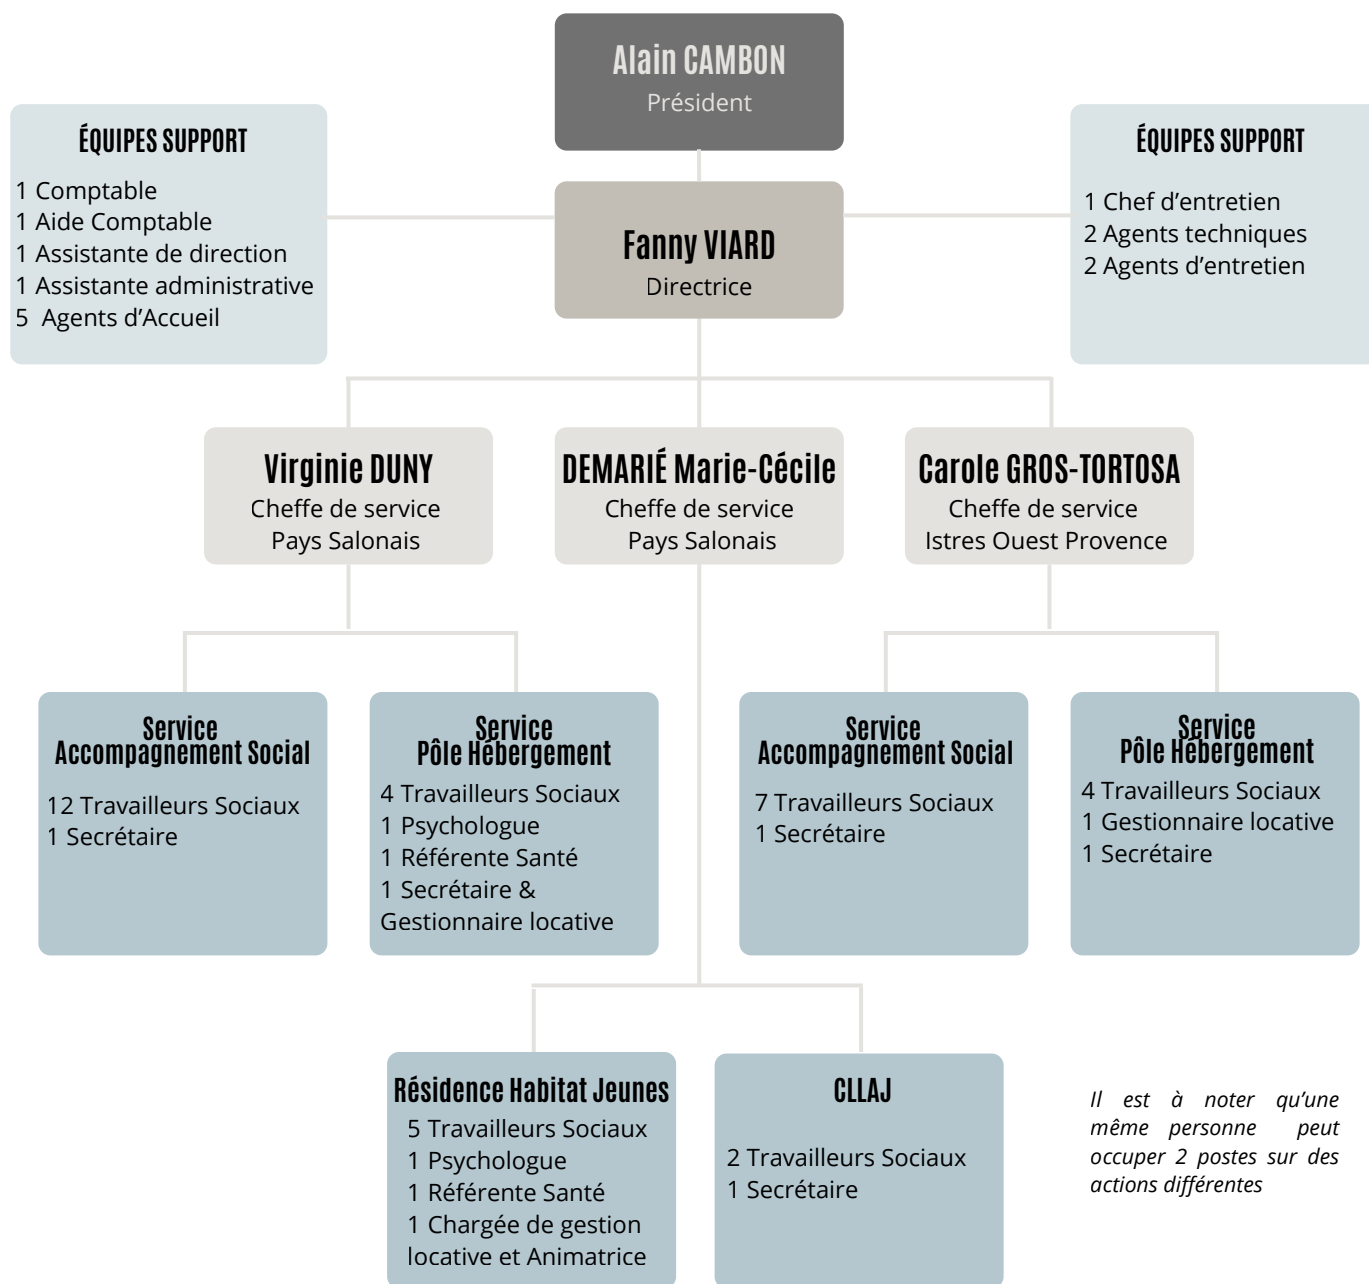 Alain CAMBON
Président
ÉQUIPES SUPPORT
1 Comptable
1 Aide Comptable
1 Assistante de direction
1 Assistante administrative
5 Agents d’Accueil
Fanny VIARD
Directrice
ÉQUIPES SUPPORT
1 Chef d’entretien
2 Agents techniques
2 Agents d’entretien
Virginie DUNY
Cheffe de service
Pays Salonais
DEMARIÉ Marie-Cécile
Cheffe de service
Pays Salonais
Carole GROS-TORTOSA
Cheffe de service
Istres Ouest Provence
Service
Accompagnement Social
12 Travailleurs Sociaux
1 Secrétaire
Service
Pôle Hébergement
4 Travailleurs Sociaux
1 Psychologue
1 Référente Santé
1 Secrétaire &
Gestionnaire locative
Service
Accompagnement Social
7 Travailleurs Sociaux
1 Secrétaire
Service
Pôle Hébergement
4 Travailleurs Sociaux
1 Gestionnaire locative
1 Secrétaire
Résidence Habitat Jeunes
5 Travailleurs Sociaux
1 Psychologue
1 Référente Santé
1 Chargée de gestion
locative et Animatrice
CLLAJ
2 Travailleurs Sociaux
1 Secrétaire
Il est à noter qu’une
même personne peut
occuper 2 postes sur des
actions différentes